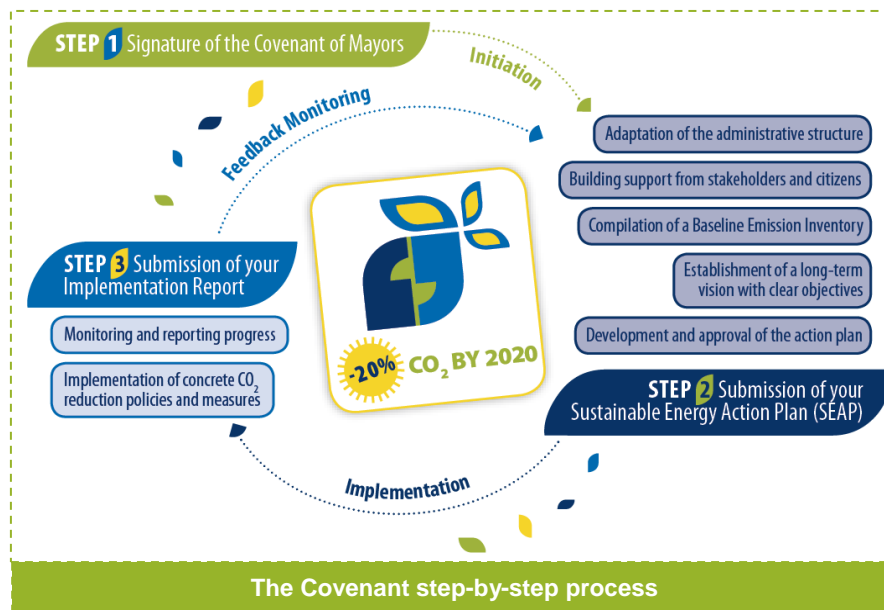 STEP 1 Signature of the Covenant of Mayors
Initiation
Feedback Monitoring
Adaptation of the administrative structure
Building support from stakeholders and citizens
Compilation of a Baseline Emission Inventory
Establishment of a long-term
vision with clear objectives
Development and approval of the action plan
STEP 2 Submission of your
Sustainable Energy Action Plan (SEAP)
Implementation
STEP 3 Submission of your
Implementation Report
Monitoring and reporting progress
Implementation of concrete CO₂
reduction policies and measures
-20% CO₂ BY 2020
The Covenant step-by-step process